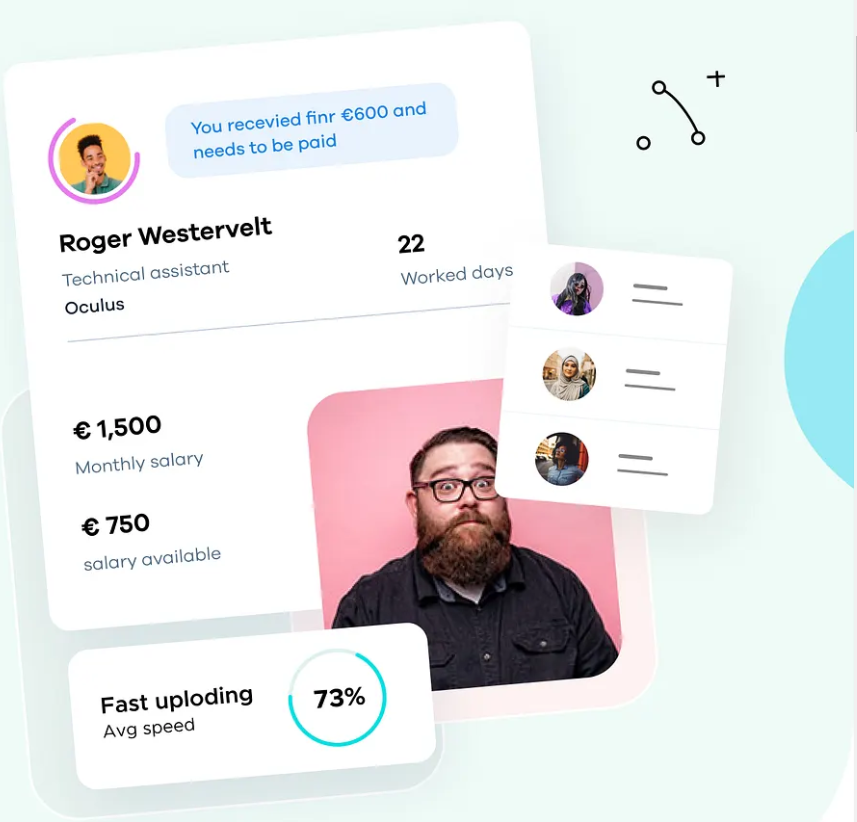 You recevied finr €600 and
needs to be paid
Roger Westervelt
Technical assistant
Oculus
22
Worked days
€ 1,500
Monthly salary
€ 750
salary available
Fast uploding
Avg speed
73%